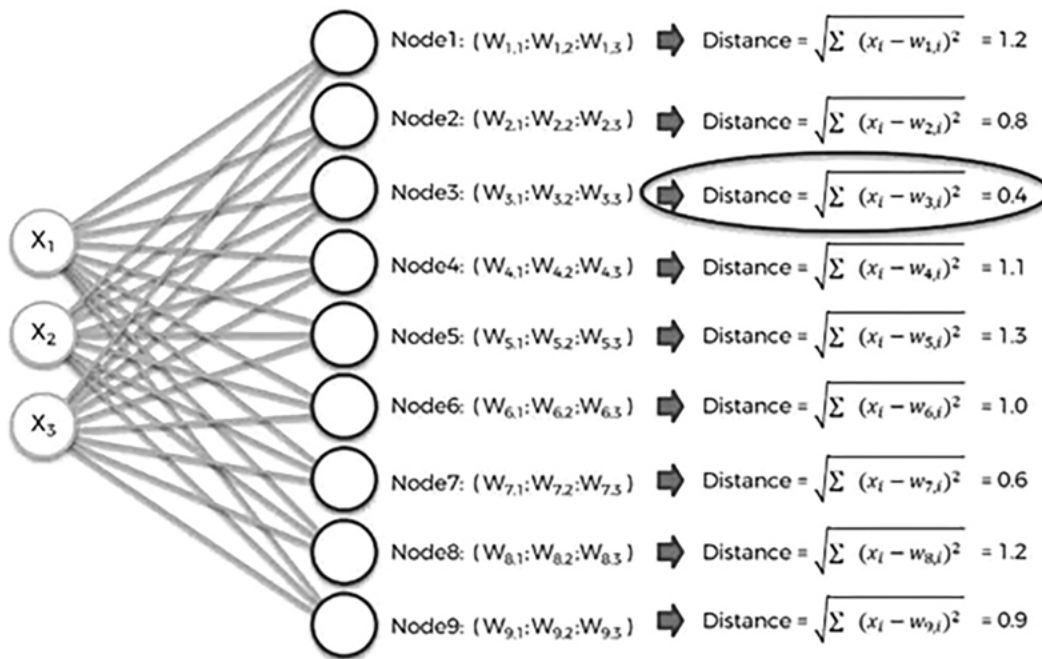 Node1: (W1,1:W1,2:W1,3) Distance = √Σ (xi − w1,i)² = 1.2
Node2: (W2,1:W2,2:W2,3) Distance = √Σ (xi − w2,i)² = 0.8
Node3: (W3,1:W3,2:W3,3) Distance = √Σ (xi − w3,i)² = 0.4
X1
Node4: (W4,1:W4,2:W4,3) Distance = √Σ (xi − w4,i)² = 1.1
X2
Node5: (W5,1:W5,2:W5,3) Distance = √Σ (xi − w5,i)² = 1.3
X3
Node6: (W6,1:W6,2:W6,3) Distance = √Σ (xi − w6,i)² = 1.0
Node7: (W7,1:W7,2:W7,3) Distance = √Σ (xi − w7,i)² = 0.6
Node8: (W8,1:W8,2:W8,3) Distance = √Σ (xi − w8,i)² = 1.2
Node9: (W9,1:W9,2:W9,3) Distance = √Σ (xi − w9,i)² = 0.9